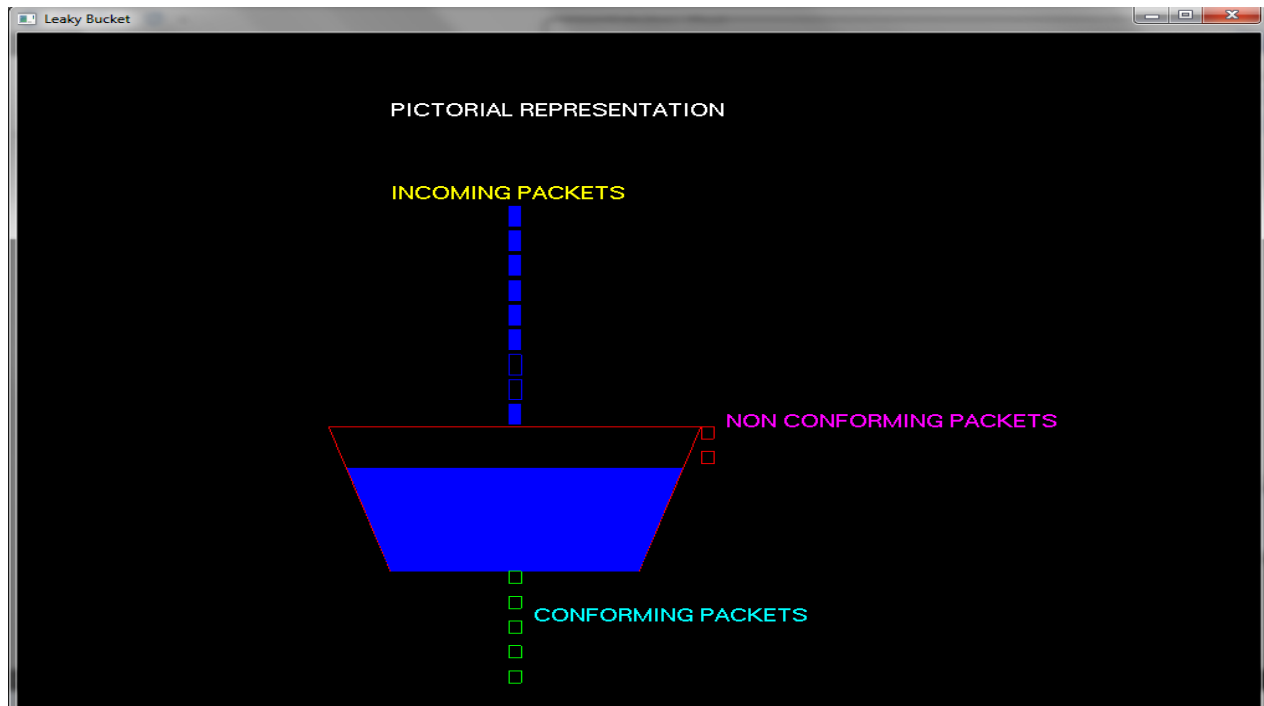 Leaky Bucket
PICTORIAL REPRESENTATION
INCOMING PACKETS
NON CONFORMING PACKETS
CONFORMING PACKETS